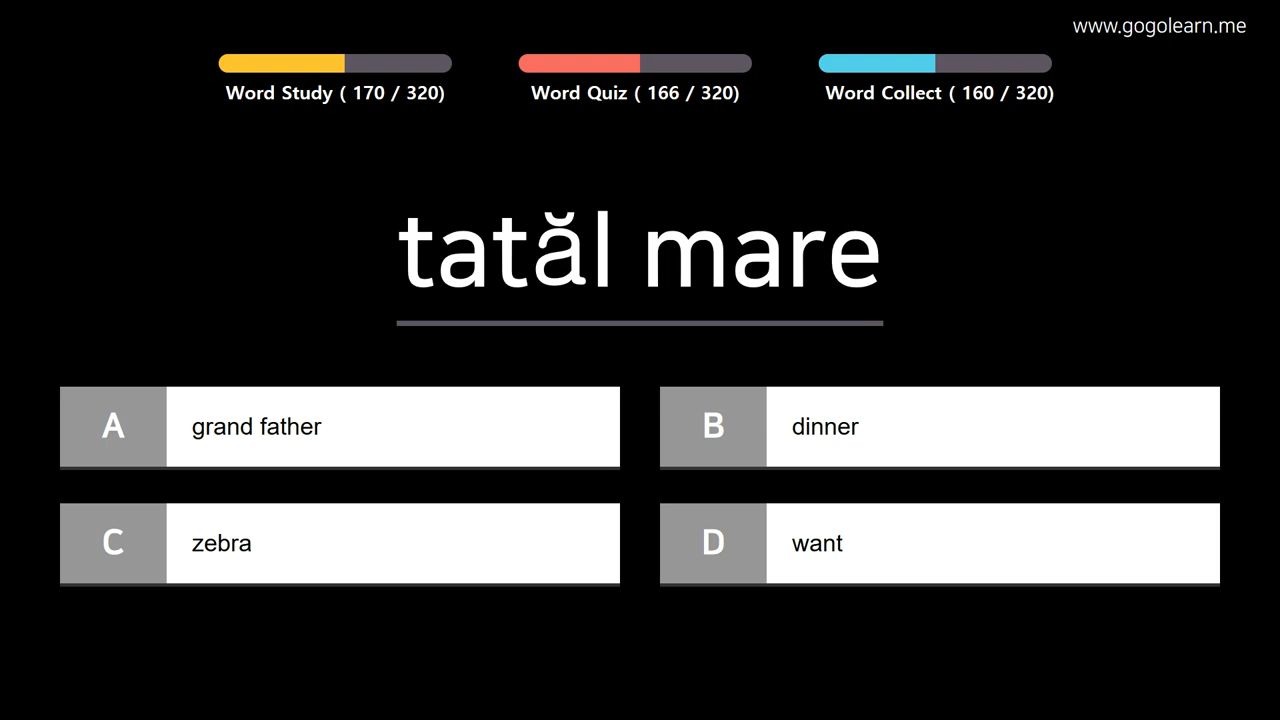 www.gogolearn.me
Word Study ( 170 / 320)
Word Quiz ( 166 / 320)
Word Collect ( 160 / 320)
tatăl mare
A grand father
B dinner
C zebra
D want